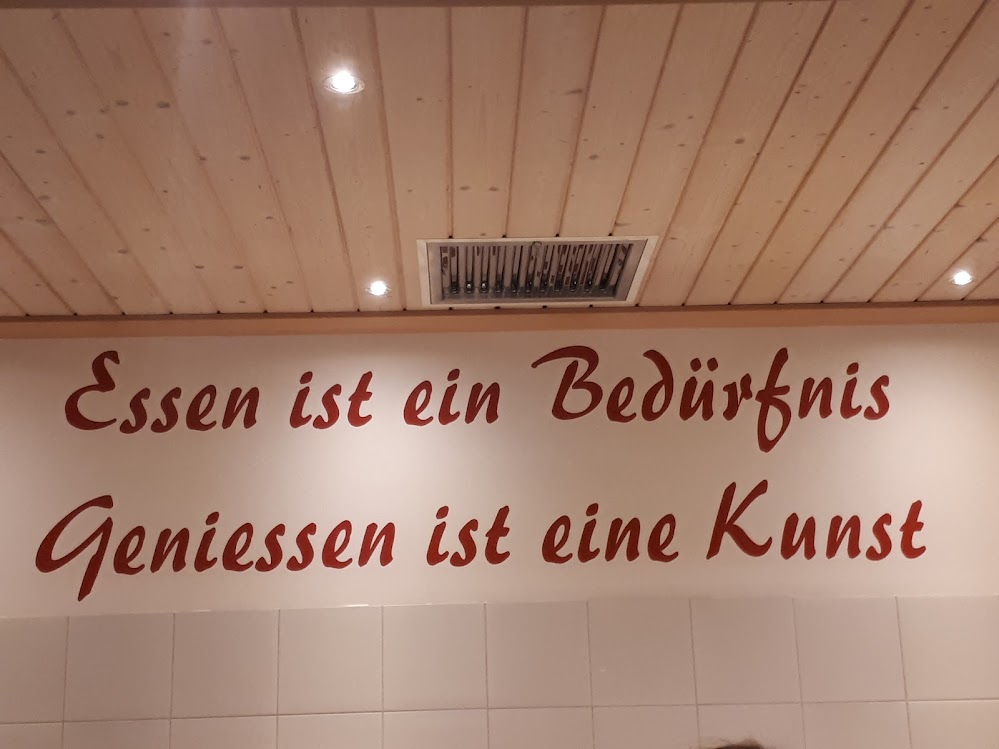 Essen ist ein Bedürfnis
Geniessen ist eine Kunst